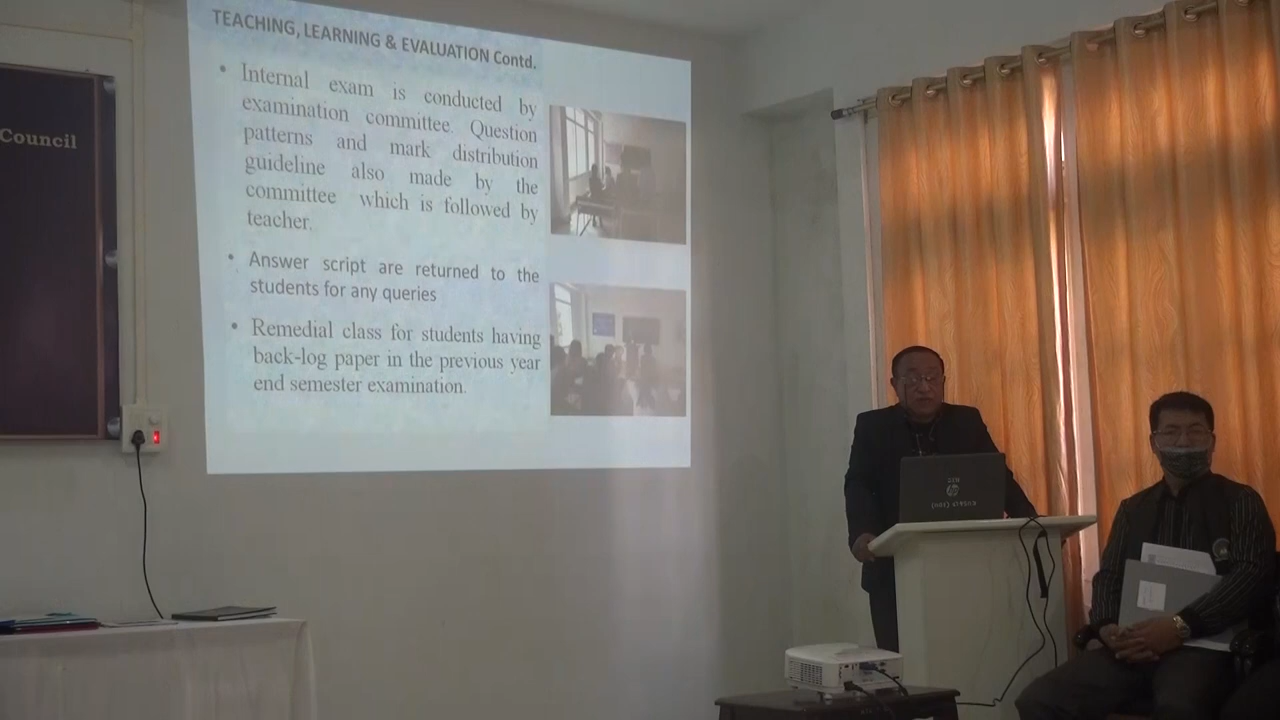 Council
TEACHING, LEARNING & EVALUATION Contd.
• Internal exam is conducted by
examination committee. Question
patterns and mark distribution
guideline also made by the
committee which is followed by
teacher.
• Answer script are returned to the
students for any queries
• Remedial class for students having
back-log paper in the previous year
end semester examination.
hp